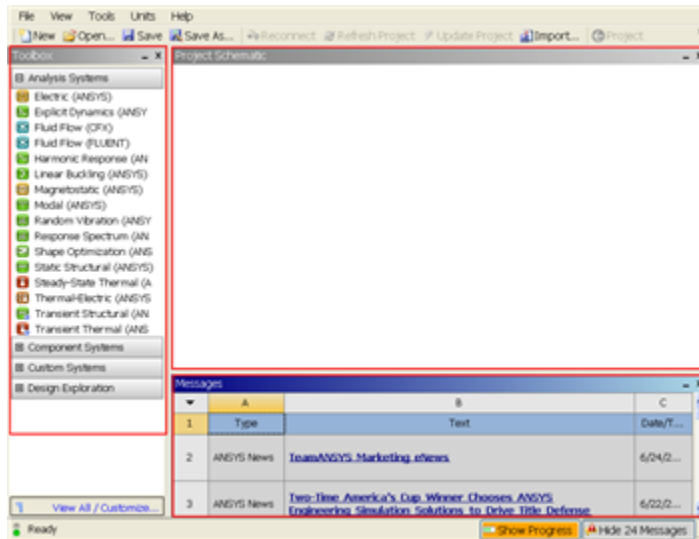 File View Tools Units Help
New Open... Save Save As... Reconnect Refresh Project Update Project Import... Project
Toolbox
Project Schematic
Analysis Systems
Electric (ANSYS)
Explicit Dynamics (ANSY
Fluid Flow (CFX)
Fluid Flow (FLUENT)
Harmonic Response (AN
Linear Buckling (ANSYS)
Magnetostatic (ANSYS)
Modal (ANSYS)
Random Vibration (ANSY
Response Spectrum (AN
Shape Optimization (ANS
Static Structural (ANSYS)
Steady-State Thermal (A
Thermal-Electric (ANSYS
Transient Structural (AN
Transient Thermal (ANS
Component Systems
Custom Systems
Design Exploration
Messages
A B C
1 Type Text Date/T...
2 ANSYS News TeamANSYS Marketing eNews 6/24/2...
3 ANSYS News Two-Time America's Cup Winner Chooses ANSYS
Engineering Simulation Solutions to Drive Title Defense 6/22/2...
View All / Customize...
Ready
Show Progress Hide 24 Messages